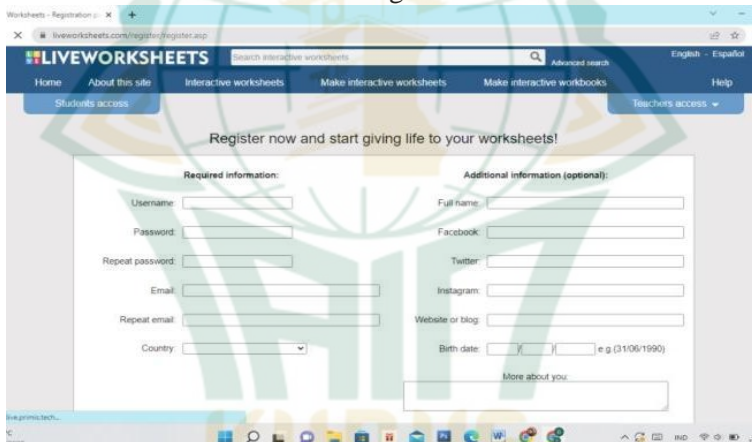 Worksheets - Registration p
liveworksheets.com/register/register.asp
LIVEWORKSHEETS
Search interactive worksheets
Advanced search
English - Español
Home About this site Interactive worksheets Make interactive worksheets Make interactive workbooks Help
Students access Teachers access
Register now and start giving life to your worksheets!
Required information: Additional information (optional):
Username: Full name:
Password: Facebook:
Repeat password: Twitter:
Email: Instagram:
Repeat email: Website or blog:
Country: Birth date: / / e.g.(31/06/1990)
More about you:
live.primis.tech...
°C
IND